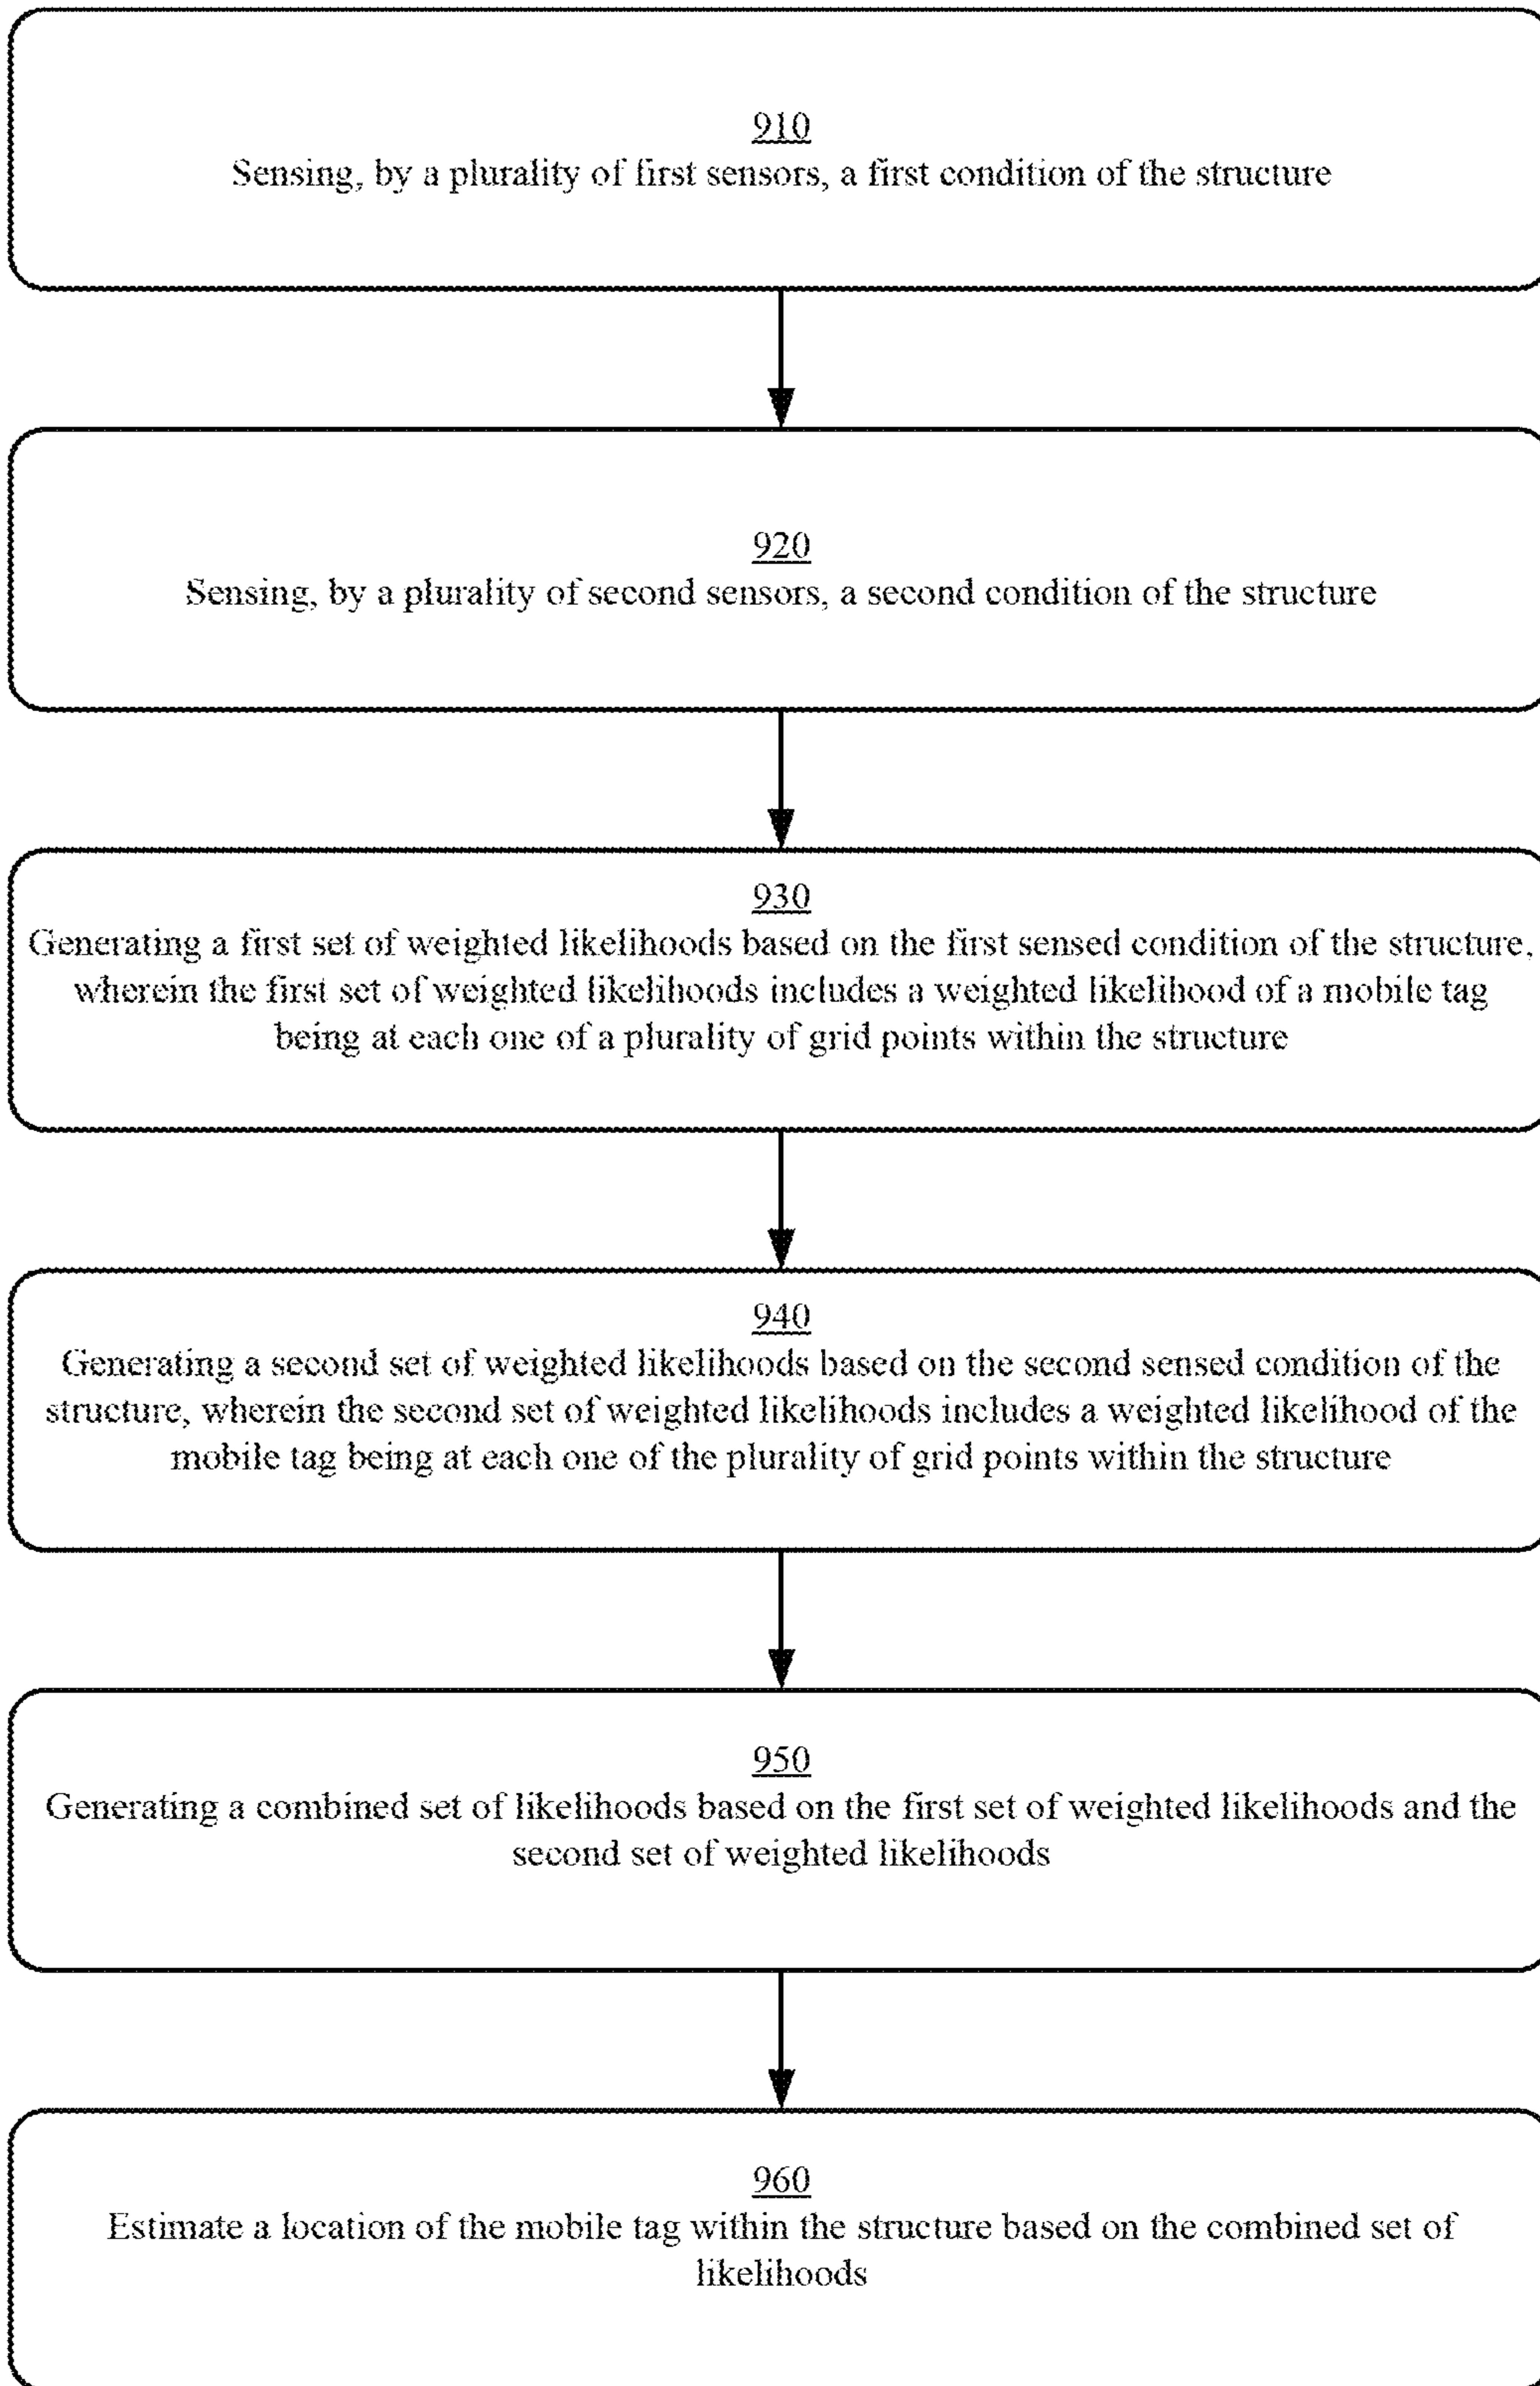 910
Sensing, by a plurality of first sensors, a first condition of the structure
920
Sensing, by a plurality of second sensors, a second condition of the structure
930
Generating a first set of weighted likelihoods based on the first sensed condition of the structure,
wherein the first set of weighted likelihoods includes a weighted likelihood of a mobile tag
being at each one of a plurality of grid points within the structure
940
Generating a second set of weighted likelihoods based on the second sensed condition of the
structure, wherein the second set of weighted likelihoods includes a weighted likelihood of the
mobile tag being at each one of the plurality of grid points within the structure
950
Generating a combined set of likelihoods based on the first set of weighted likelihoods and the
second set of weighted likelihoods
960
Estimate a location of the mobile tag within the structure based on the combined set of
likelihoods